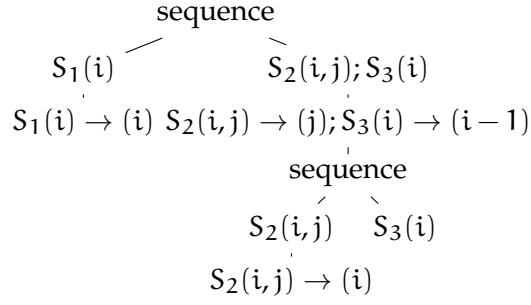 sequence
S₁(i) S₂(i, j); S₃(i)
S₁(i) → (i) S₂(i, j) → (j); S₃(i) → (i − 1)
sequence
S₂(i, j) S₃(i)
S₂(i, j) → (i)